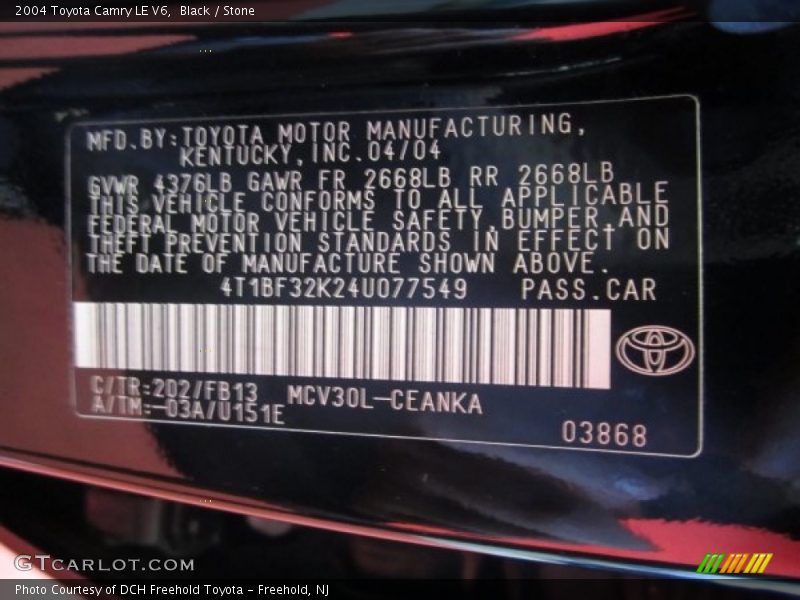 2004 Toyota Camry LE V6,  Black / Stone
MFD.BY:TOYOTA MOTOR MANUFACTURING,
KENTUCKY,INC.04/04
GVWR 4376LB GAWR FR 2668LB RR 2668LB
THIS VEHICLE CONFORMS TO ALL APPLICABLE
FEDERAL MOTOR VEHICLE SAFETY,BUMPER,AND
THEFT PREVENTION STANDARDS IN EFFECT ON
THE DATE OF MANUFACTURE SHOWN ABOVE.
4T1BF32K24U077549 PASS.CAR
C/TR:202/FB13 MCV30L-CEANKA
A/TM:-03A/U151E
03868
GTCARLOT.COM
Photo Courtesy of DCH Freehold Toyota - Freehold, NJ